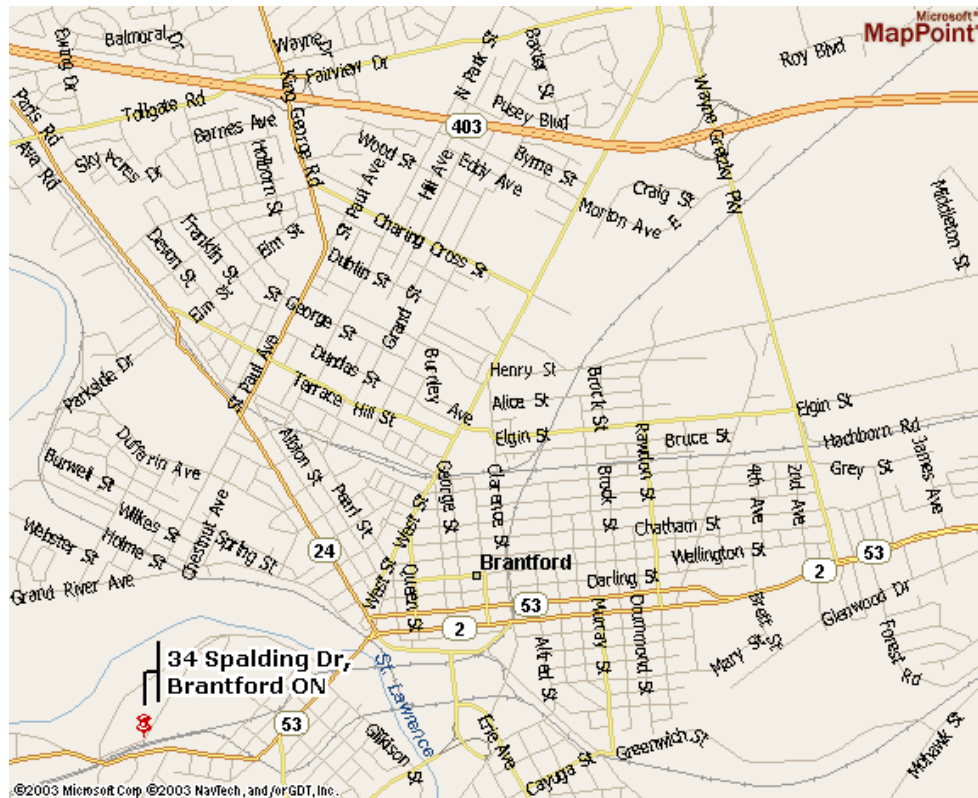 Microsoft®
MapPoint®
Balmoral Dr
Ewing Dr
Wayne Dr
Fairview Dr
N Park St
Baxter St
Roy Blvd
Paris Rd
Tollgate Rd
King George Rd
Pusey Blvd
Wayne Gretzky Pky
403
Barnes Ave
Ava Rd
Sky Acres Dr
Holborn St
Wood St
Hill Ave
Eddy Ave
Byrne St
Craig St
Morton Ave E
Middleton St
St Paul Ave
Charing Cross St
Franklin St
Devon St
Elm St
Elm St
Dublin St
Grand St
St George St
Dundas St
Burnley Ave
Henry St
Brock St
Parkside Dr
St Paul Ave
Terrace Hill St
Alice St
Elgin St
Elgin St
Rawdon St
Bruce St
Hachborn Rd
Dufferin Ave
Albion St
Burwell St
George St
Clarence St
Brock St
4th Ave
2nd Ave
Grey St
James Ave
Pearl St
Wilkes St
Chestnut Ave
West St
Chatham St
Webster St
Holme St
Spring St
24
Wellington St
53
Grand River Ave
West St
Queen St
Brantford
Darling St
2
53
2
Murray St
Drummond St
Brett St
Glenwood Dr
Forest Rd
Mary St
Alfred St
34 Spalding Dr,
Brantford ON
St. Lawrence
53
Gilkison St
Erie Ave
Greenwich St
Cayuga St
Mohawk St
©2003 Microsoft Corp ©2003 NavTech, and/or GDT, Inc.